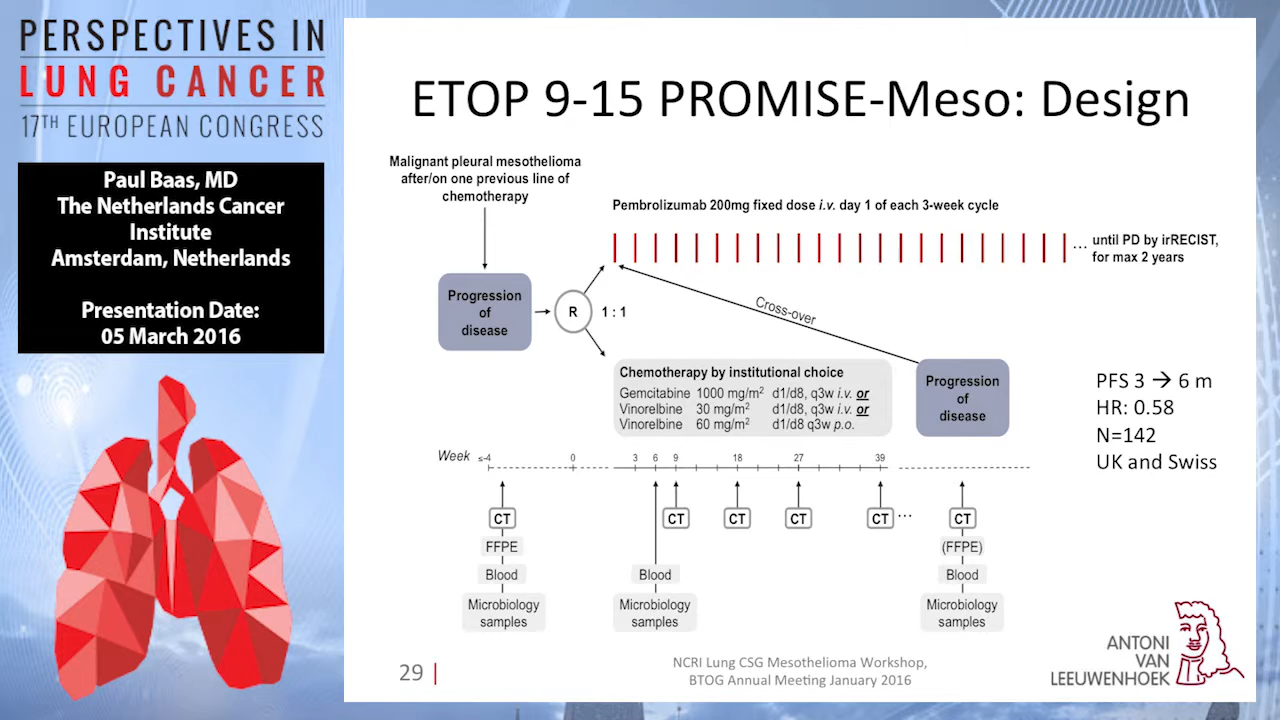 PERSPECTIVES IN
LUNG CANCER
17TH EUROPEAN CONGRESS
Paul Baas, MD
The Netherlands Cancer
Institute
Amsterdam, Netherlands
Presentation Date:
05 March 2016
ETOP 9-15 PROMISE-Meso: Design
Malignant pleural mesothelioma
after/on one previous line of
chemotherapy
Pembrolizumab 200mg fixed dose i.v. day 1 of each 3-week cycle
... until PD by irRECIST,
for max 2 years
Progression
of
disease
R
1 : 1
Cross-over
Chemotherapy by institutional choice
Gemcitabine 1000 mg/m² d1/d8, q3w i.v. or
Vinorelbine 30 mg/m² d1/d8, q3w i.v. or
Vinorelbine 60 mg/m² d1/d8 q3w p.o.
Progression
of
disease
PFS 3 → 6 m
HR: 0.58
N=142
UK and Swiss
Week ≤-4 0 3 6 9 18 27 39
CT CT CT CT CT ... CT
FFPE (FFPE)
Blood Blood Blood
Microbiology Microbiology Microbiology
samples samples samples
29
NCRI Lung CSG Mesothelioma Workshop,
BTOG Annual Meeting January 2016
ANTONI
VAN
LEEUWENHOEK